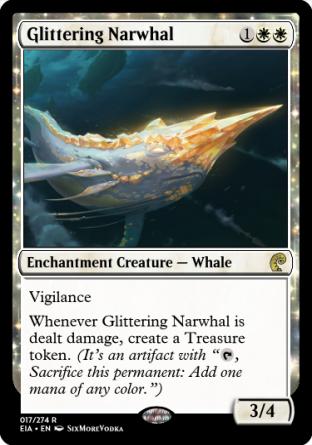 Glittering Narwhal 1
Enchantment Creature — Whale
Vigilance
Whenever Glittering Narwhal is
dealt damage, create a Treasure
token. (It's an artifact with “,
Sacrifice this permanent: Add one
mana of any color.”)
017/274 R
EIA • EN SixMoreVodka
3/4